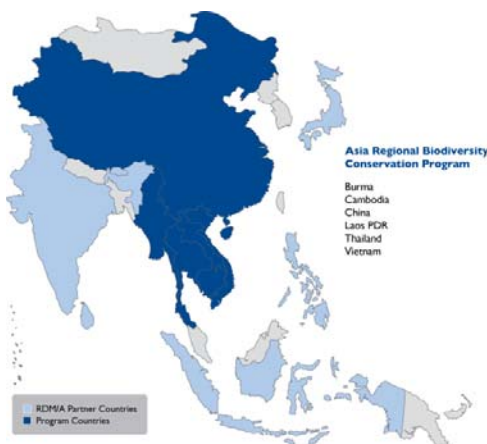 Asia Regional Biodiversity
Conservation Program
Burma
Cambodia
China
Laos PDR
Thailand
Vietnam
RDM/A Partner Countries
Program Countries